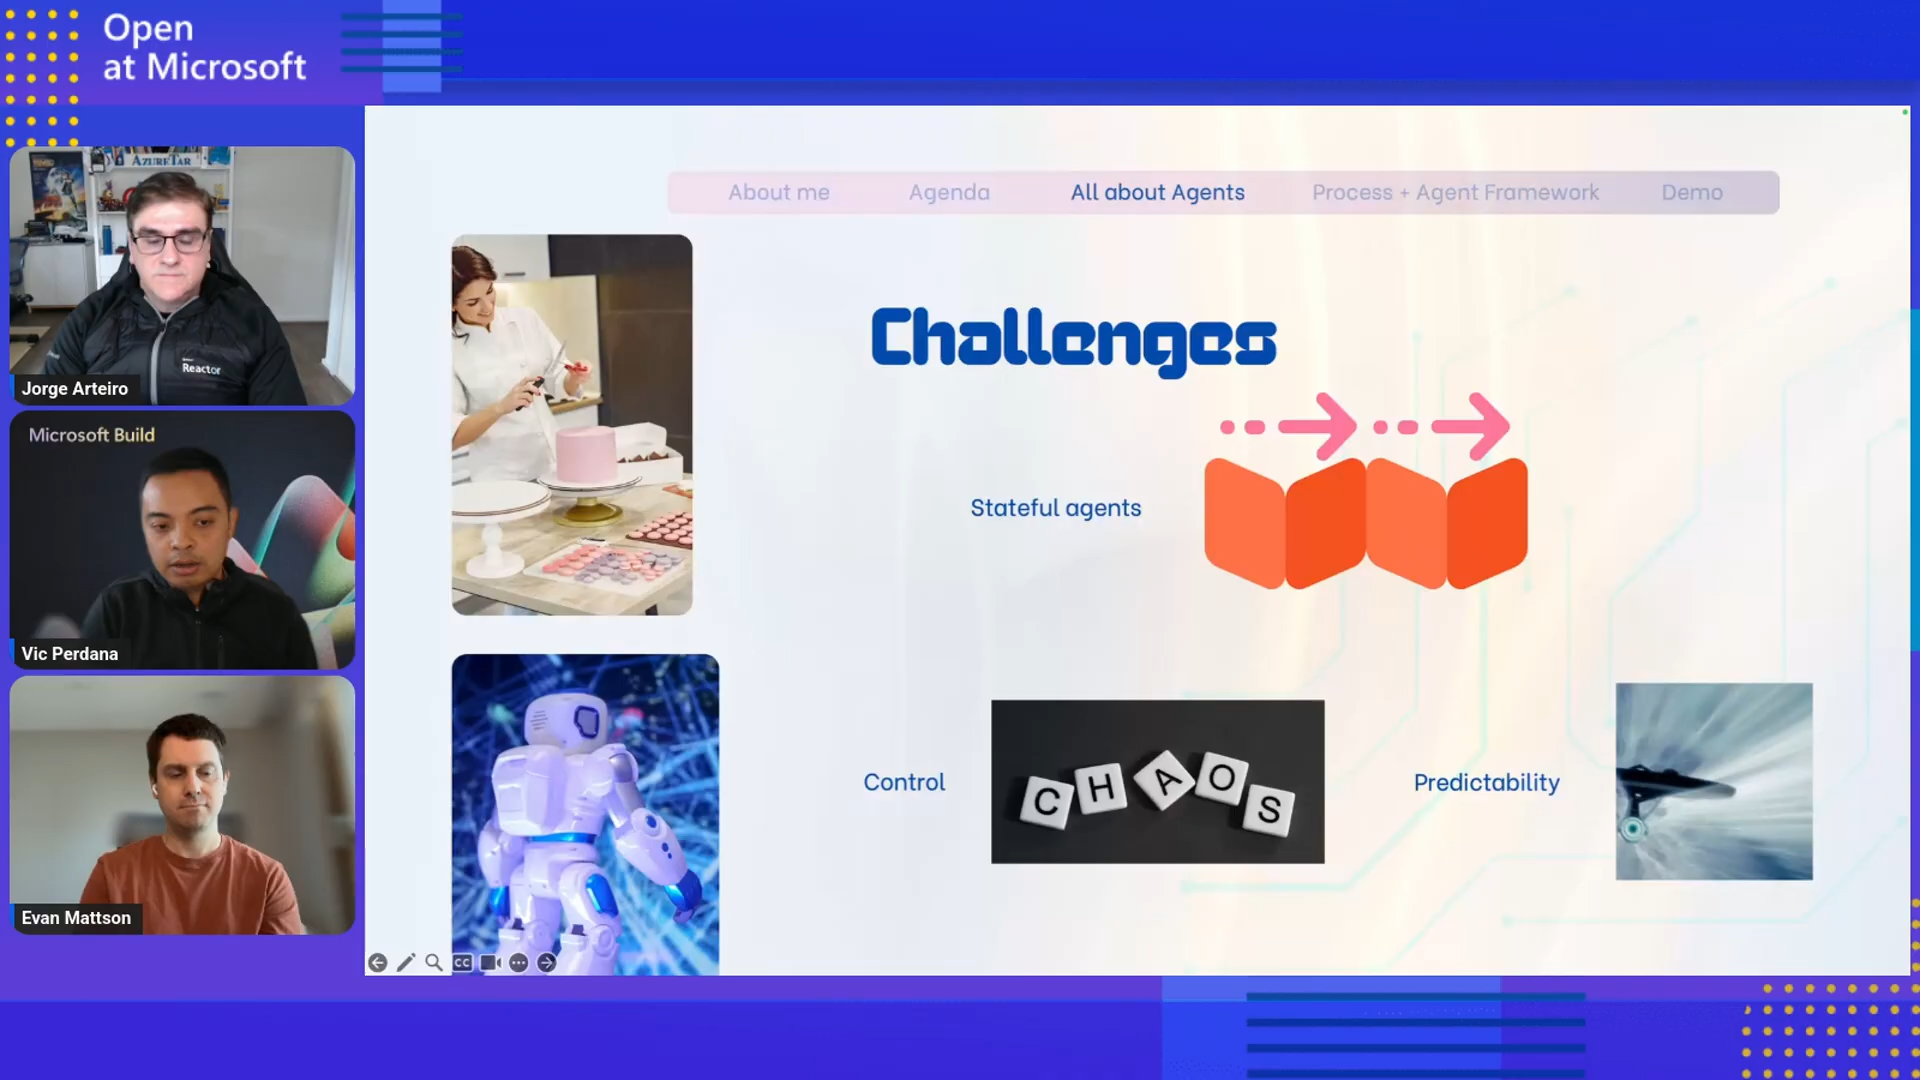 Open
at Microsoft
AZURETAR
Reactor
Jorge Arteiro
Microsoft Build
Vic Perdana
Evan Mattson
About me
Agenda
All about Agents
Process + Agent Framework
Demo
Challenges
Stateful agents
Control
CHAOS
Predictability
CC